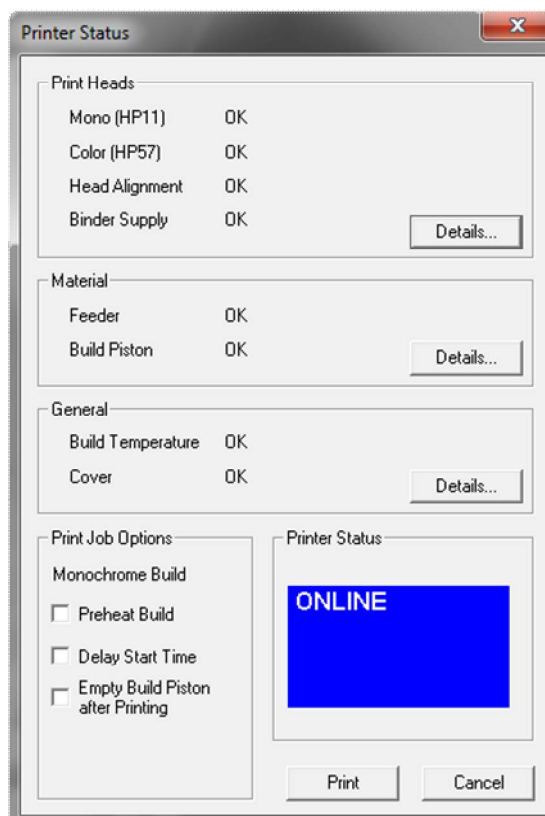 Printer Status
Print Heads
Mono (HP11) OK
Color (HP57) OK
Head Alignment OK
Binder Supply OK
Details...
Material
Feeder OK
Build Piston OK
Details...
General
Build Temperature OK
Cover OK
Details...
Print Job Options
Monochrome Build
Preheat Build
Delay Start Time
Empty Build Piston
after Printing
Printer Status
ONLINE
Print
Cancel